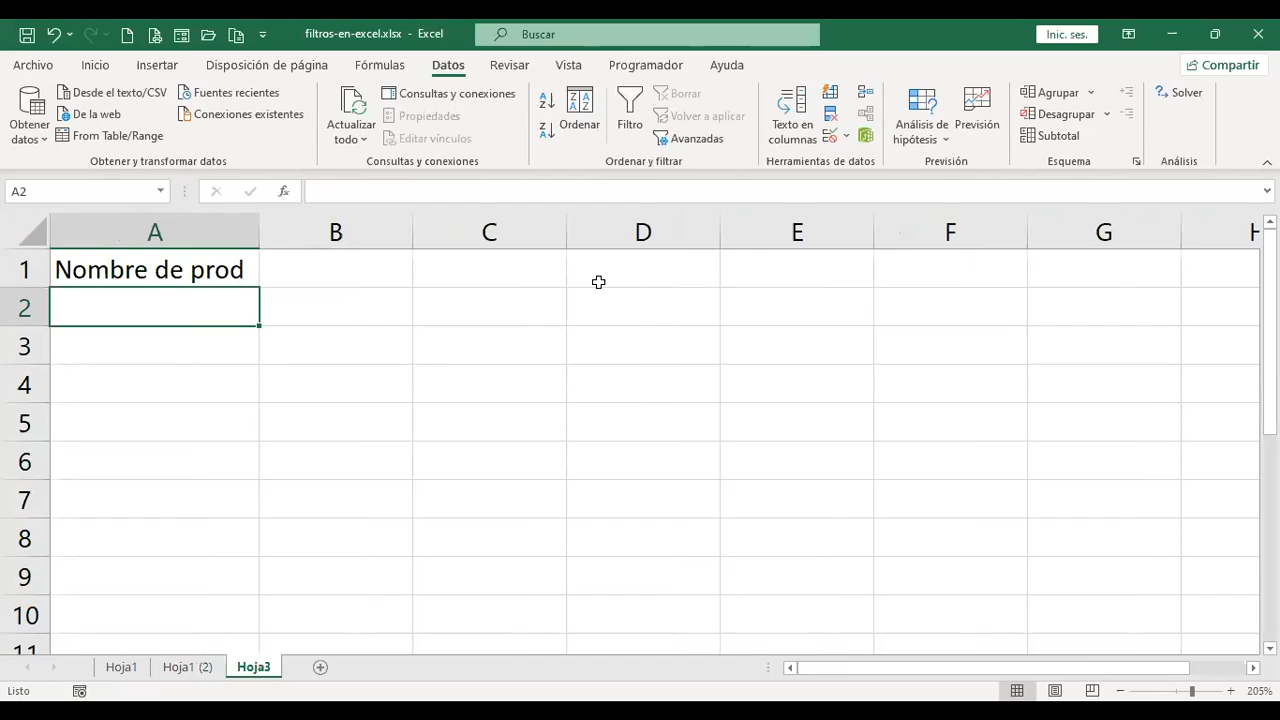 filtros-en-excel.xlsx - Excel
Buscar
Inic. ses.
Archivo
Inicio
Insertar
Disposición de página
Fórmulas
Datos
Revisar
Vista
Programador
Ayuda
Compartir
Obtener datos
Desde el texto/CSV
De la web
From Table/Range
Fuentes recientes
Conexiones existentes
Obtener y transformar datos
Actualizar todo
Consultas y conexiones
Propiedades
Editar vínculos
Consultas y conexiones
Ordenar
Filtro
Borrar
Volver a aplicar
Avanzadas
Ordenar y filtrar
Texto en columnas
Herramientas de datos
Análisis de hipótesis
Previsión
Previsión
Agrupar
Desagrupar
Subtotal
Esquema
Solver
Análisis
A2
A B C D E F G H
1 Nombre de prod
2
3
4
5
6
7
8
9
10
11
Hoja1
Hoja1 (2)
Hoja3
Listo
205%